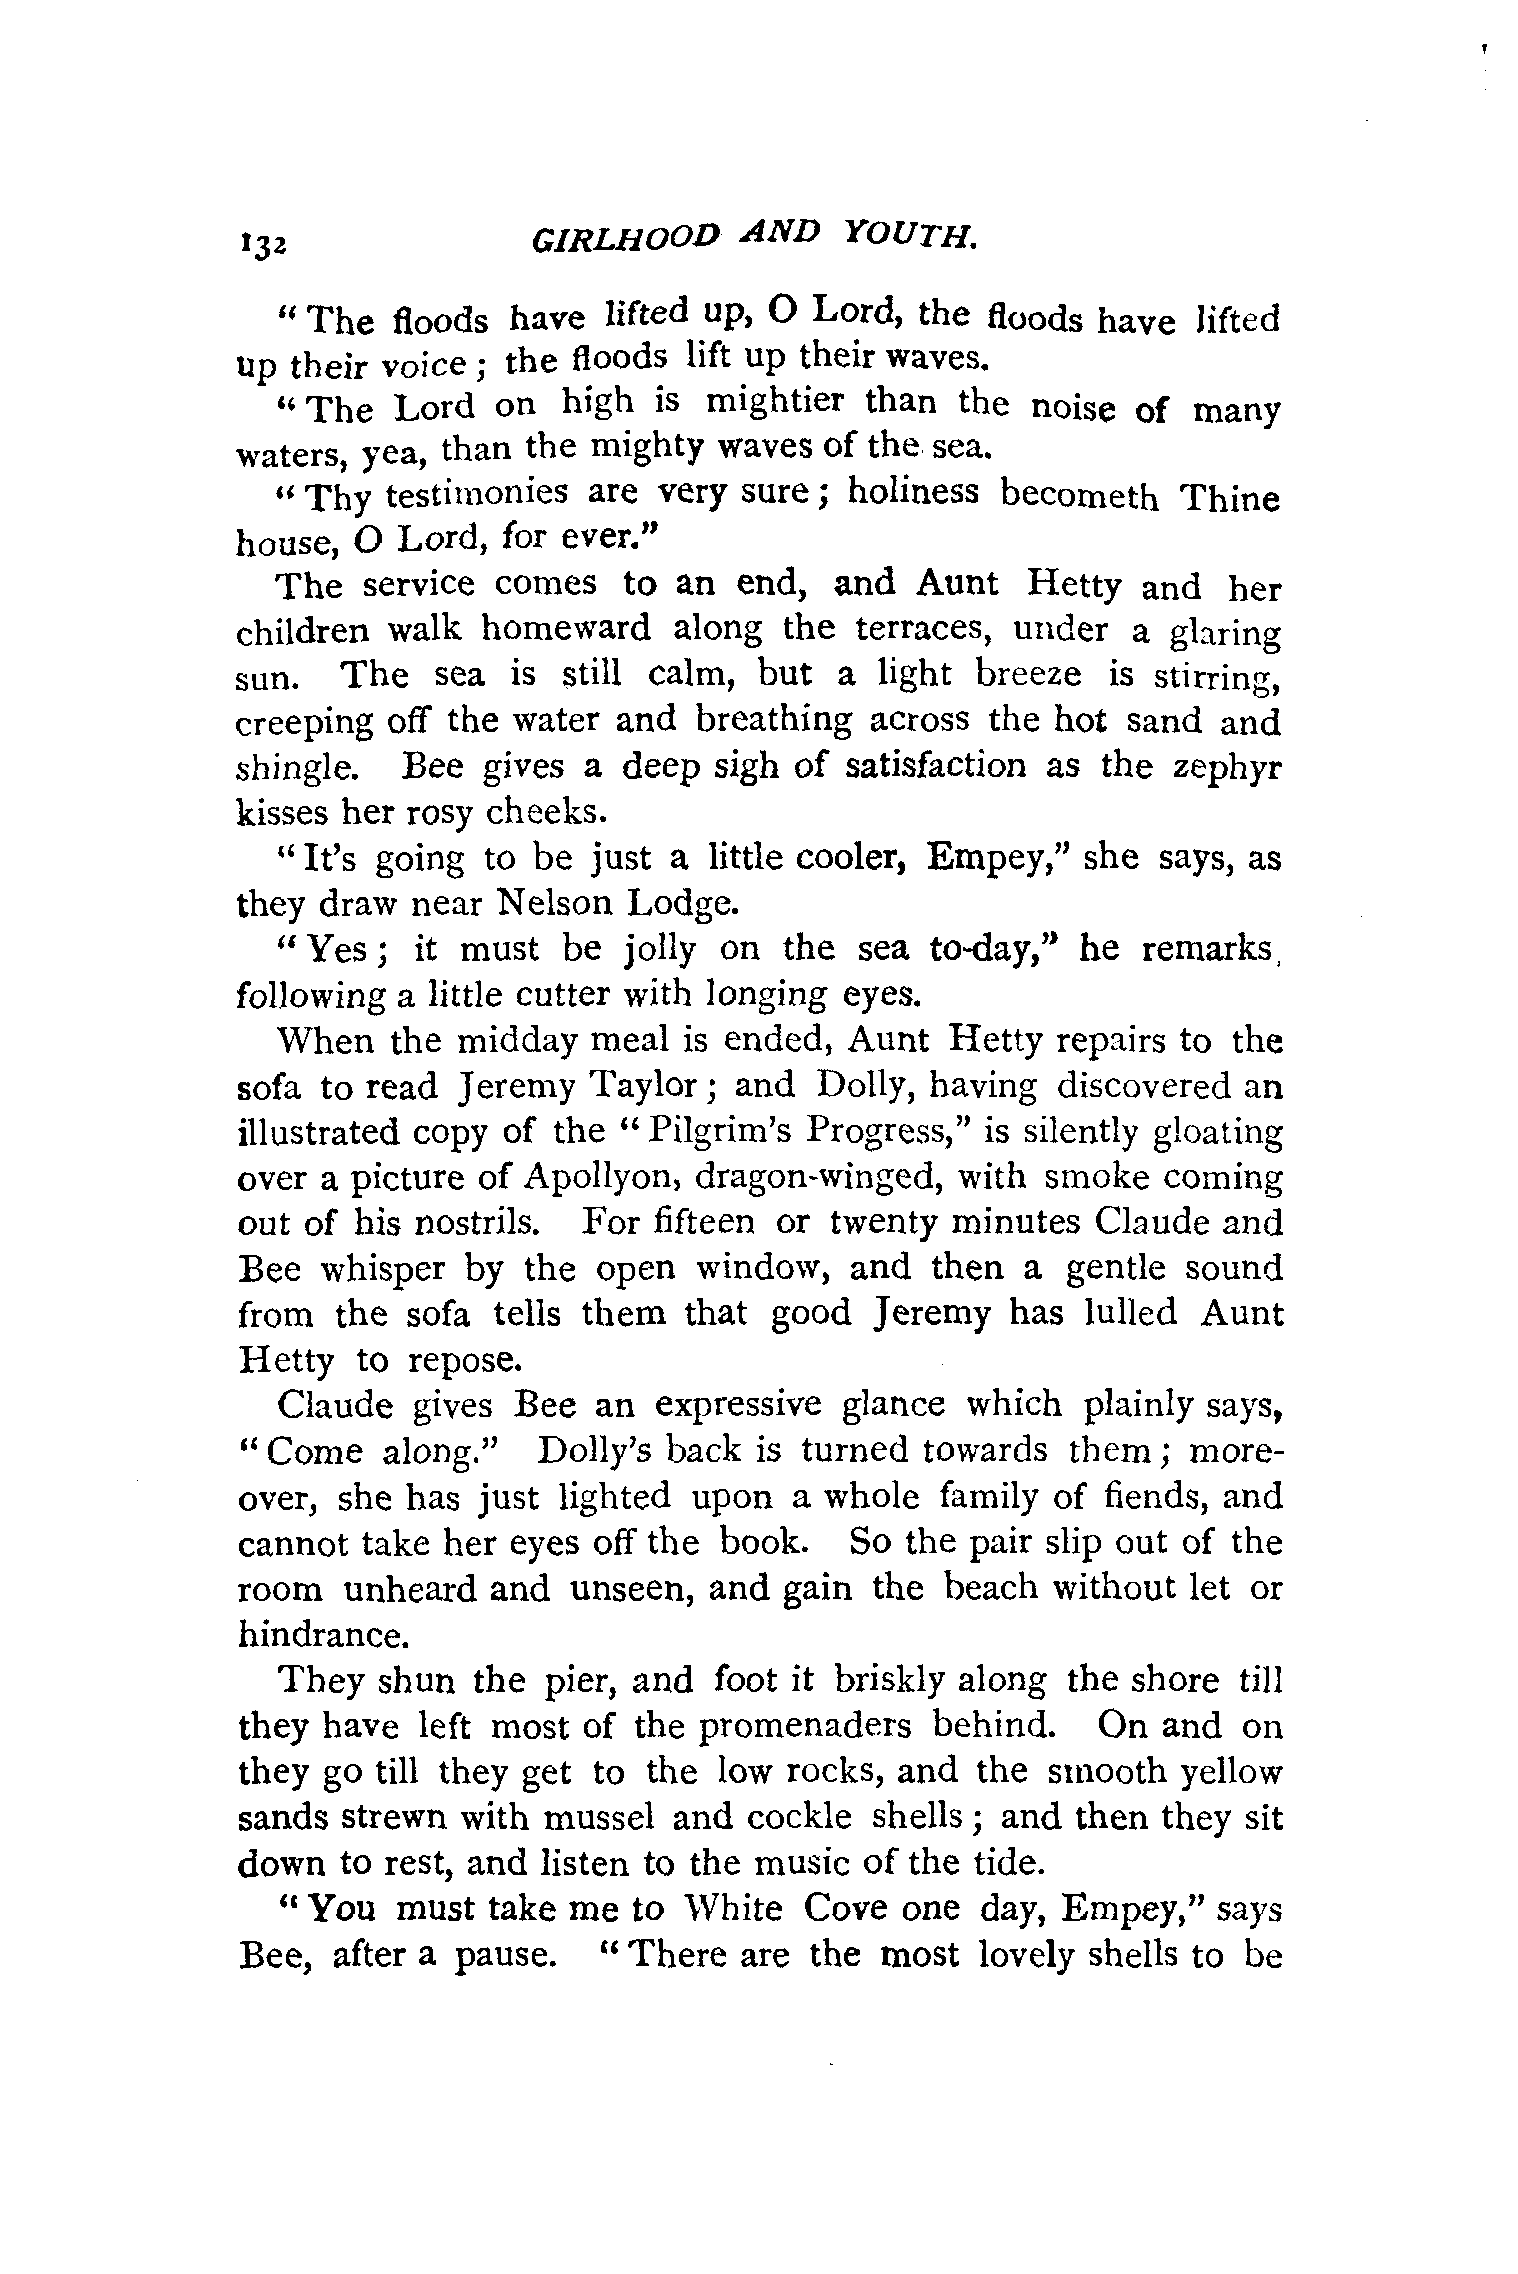 132 GIRLHOOD AND YOUTH.
“The floods have lifted up, O Lord, the floods have lifted
up their voice; the floods lift up their waves.
“The Lord on high is mightier than the noise of many
waters, yea, than the mighty waves of the sea.
“Thy testimonies are very sure; holiness becometh Thine
house, O Lord, for ever.”
The service comes to an end, and Aunt Hetty and her
children walk homeward along the terraces, under a glaring
sun. The sea is still calm, but a light breeze is stirring,
creeping off the water and breathing across the hot sand and
shingle. Bee gives a deep sigh of satisfaction as the zephyr
kisses her rosy cheeks.
“It’s going to be just a little cooler, Empey,” she says, as
they draw near Nelson Lodge.
“Yes; it must be jolly on the sea to-day,” he remarks,
following a little cutter with longing eyes.
When the midday meal is ended, Aunt Hetty repairs to the
sofa to read Jeremy Taylor; and Dolly, having discovered an
illustrated copy of the “Pilgrim’s Progress,” is silently gloating
over a picture of Apollyon, dragon-winged, with smoke coming
out of his nostrils. For fifteen or twenty minutes Claude and
Bee whisper by the open window, and then a gentle sound
from the sofa tells them that good Jeremy has lulled Aunt
Hetty to repose.
Claude gives Bee an expressive glance which plainly says,
“Come along.” Dolly’s back is turned towards them; more-
over, she has just lighted upon a whole family of fiends, and
cannot take her eyes off the book. So the pair slip out of the
room unheard and unseen, and gain the beach without let or
hindrance.
They shun the pier, and foot it briskly along the shore till
they have left most of the promenaders behind. On and on
they go till they get to the low rocks, and the smooth yellow
sands strewn with mussel and cockle shells; and then they sit
down to rest, and listen to the music of the tide.
“You must take me to White Cove one day, Empey,” says
Bee, after a pause. “There are the most lovely shells to be